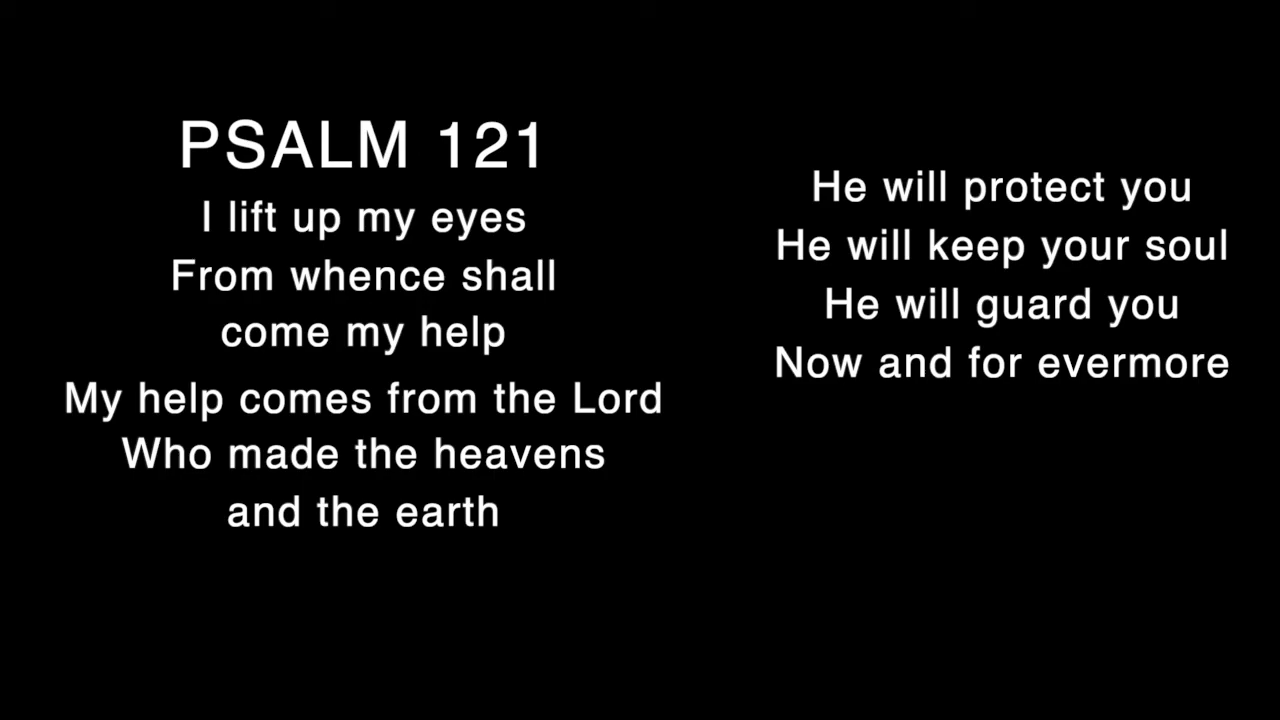 PSALM 121
I lift up my eyes
From whence shall
come my help
My help comes from the Lord
Who made the heavens
and the earth
He will protect you
He will keep your soul
He will guard you
Now and for evermore